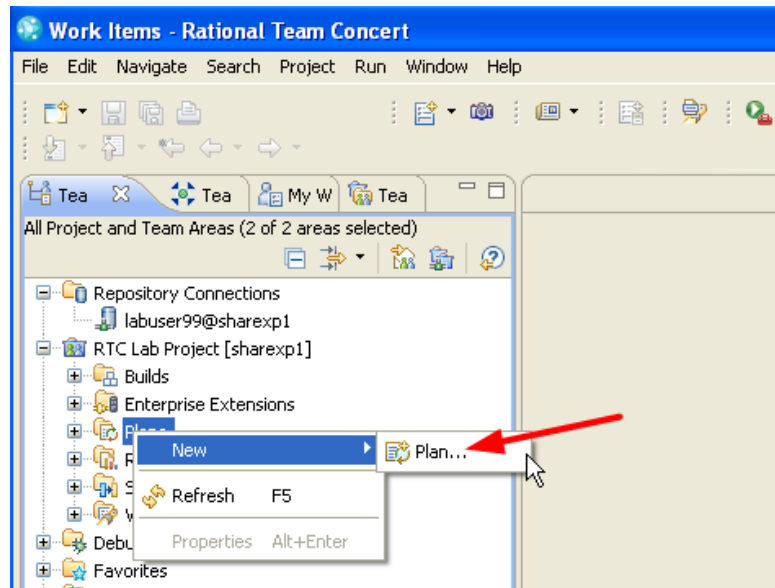 Work Items - Rational Team Concert
File Edit Navigate Search Project Run Window Help
Tea Tea My W Tea
All Project and Team Areas (2 of 2 areas selected)
Repository Connections
labuser99@sharexp1
RTC Lab Project [sharexp1]
Builds
Enterprise Extensions
New
Plan...
Refresh F5
Properties Alt+Enter
Debu
Favorites